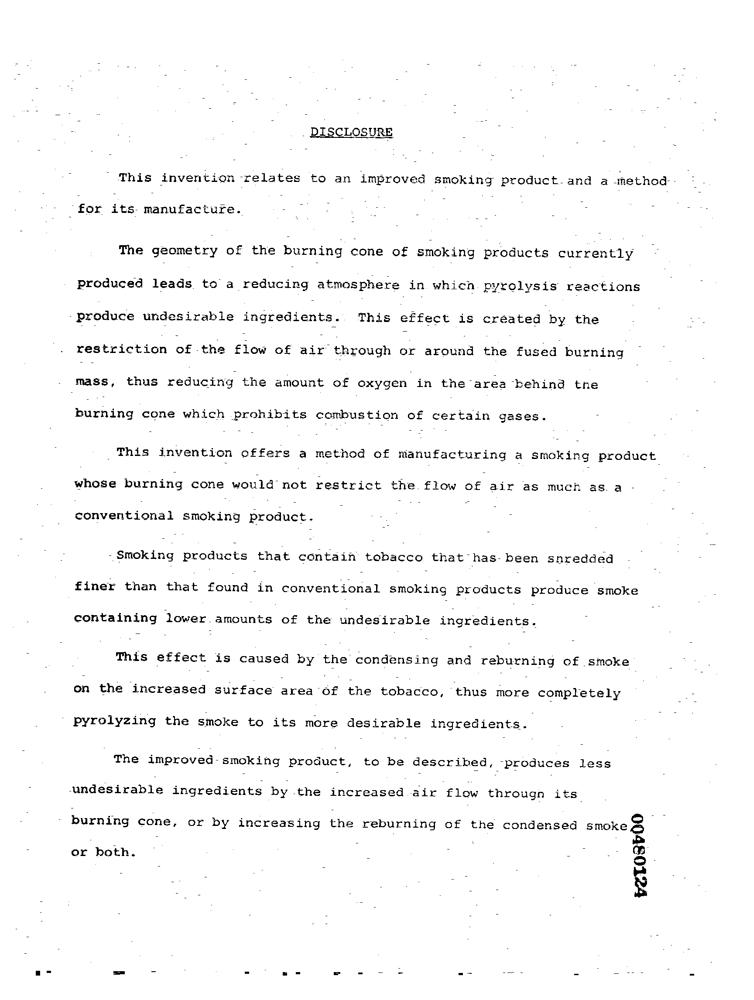 DISCLOSURE
This invention relates to an improved smoking product and a method
for its manufacture.
The geometry of the burning cone of smoking products currently
produced leads to a reducing atmosphere in which pyrolysis reactions
produce undesirable ingredients. This effect is created by the
restriction of the flow of air through or around the fused burning
mass, thus reducing the amount of oxygen in the area behind tne
burning cone which prohibits combustion of certain gases.
This invention offers a method of manufacturing a smoking product
whose burning cone would not restrict the flow of air as much as a
conventional smoking product.
Smoking products that contain tobacco that has been snredded
finer than that found in conventional smoking products produce smoke
containing lower amounts of the undesirable ingredients.
This effect is caused by the condensing and reburning of smoke
on the increased surface area of the tobacco, thus more completely
pyrolyzing the smoke to its more desirable ingredients.
The improved smoking product, to be described, produces less
undesirable ingredients by the increased air flow througn its
burning cone, or by increasing the reburning of the condensed smoke
or both.
00480124